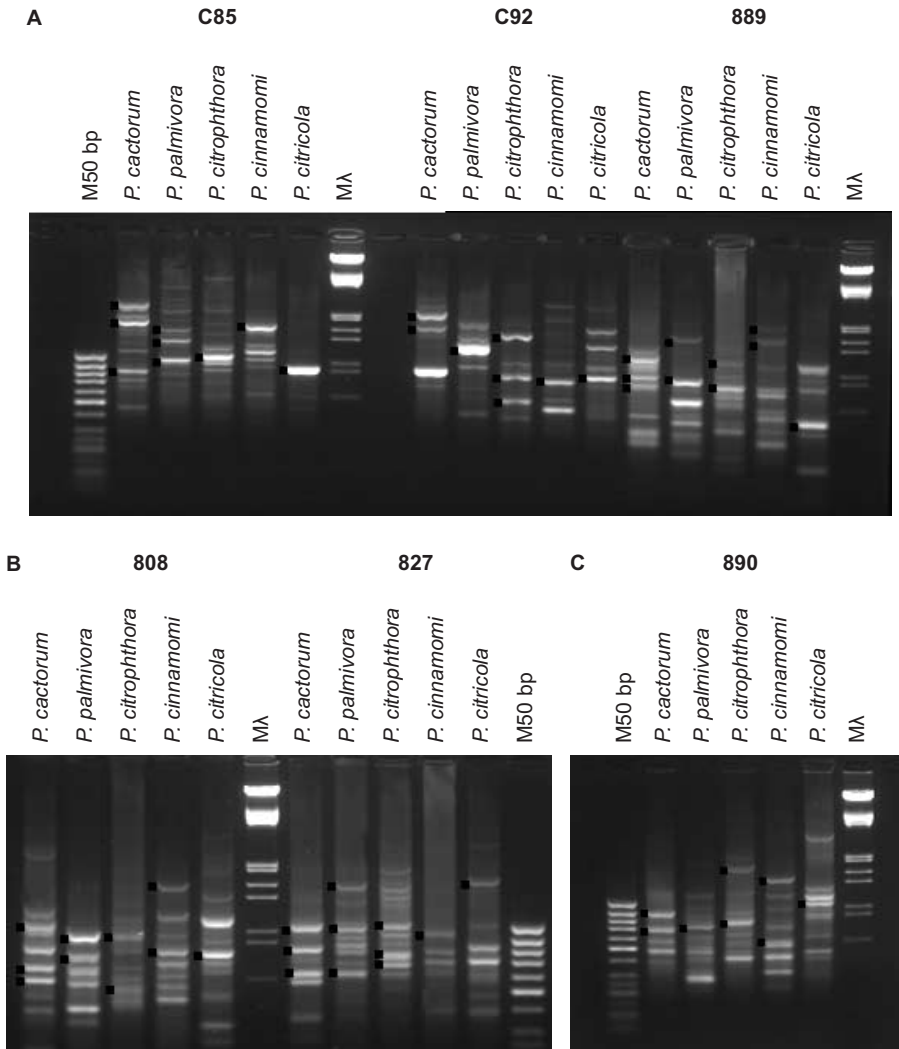 A C85 C92 889
M50 bp P. cactorum P. palmivora P. citrophthora P. cinnamomi P. citricola Mλ P. cactorum P. palmivora P. citrophthora P. cinnamomi P. citricola P. cactorum P. palmivora P. citrophthora P. cinnamomi P. citricola Mλ
B 808 827 C 890
P. cactorum P. palmivora P. citrophthora P. cinnamomi P. citricola Mλ P. cactorum P. palmivora P. citrophthora P. cinnamomi P. citricola M50 bp M50 bp P. cactorum P. palmivora P. citrophthora P. cinnamomi P. citricola Mλ